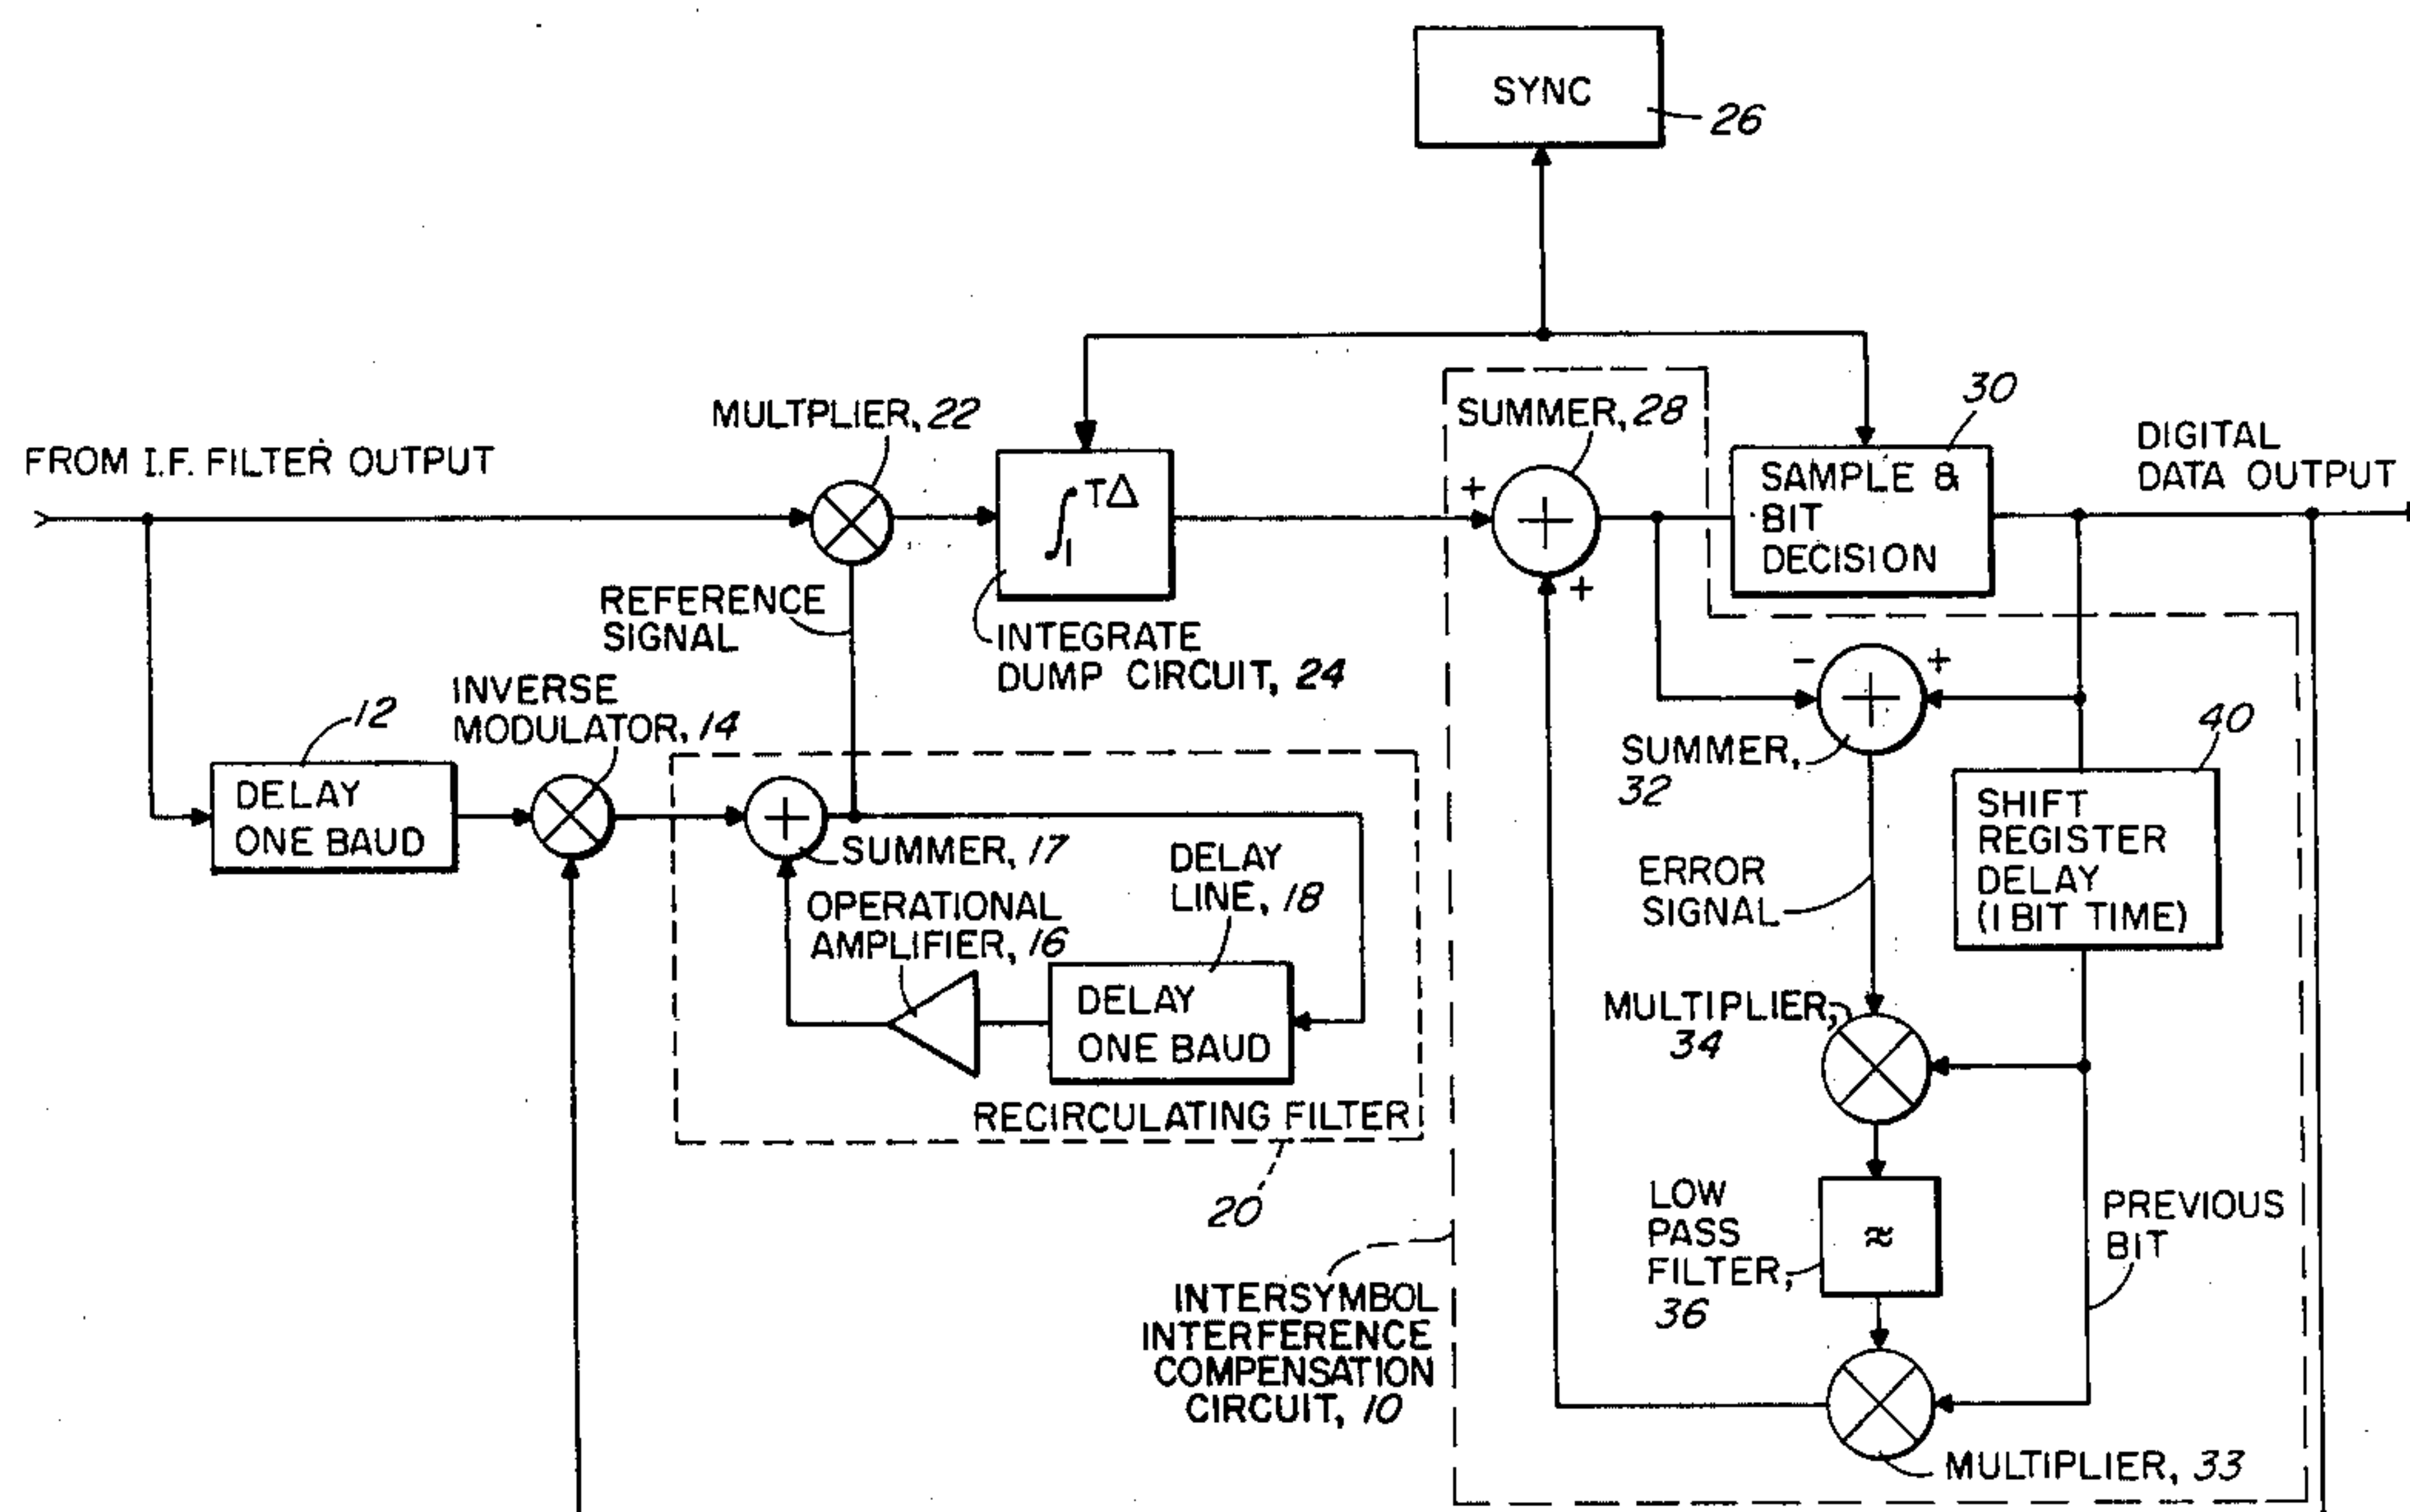 SYNC
26
FROM I.F. FILTER OUTPUT
MULTPLIER, 22
SUMMER, 28
30
DIGITAL
DATA OUTPUT
+
∫ TΔ
I
+
SAMPLE &
BIT
DECISION
+
REFERENCE
SIGNAL
INTEGRATE
DUMP CIRCUIT, 24
12
INVERSE
MODULATOR, 14
-
+
+
SUMMER,
32
40
DELAY
ONE BAUD
+
SUMMER, 17
DELAY
LINE, 18
OPERATIONAL
AMPLIFIER, 16
DELAY
ONE BAUD
RECIRCULATING FILTER
20
ERROR
SIGNAL
SHIFT
REGISTER
DELAY
(1 BIT TIME)
MULTIPLIER,
34
LOW
PASS
FILTER,
36
≈
PREVIOUS
BIT
INTERSYMBOL
INTERFERENCE
COMPENSATION
CIRCUIT, 10
MULTIPLIER, 33